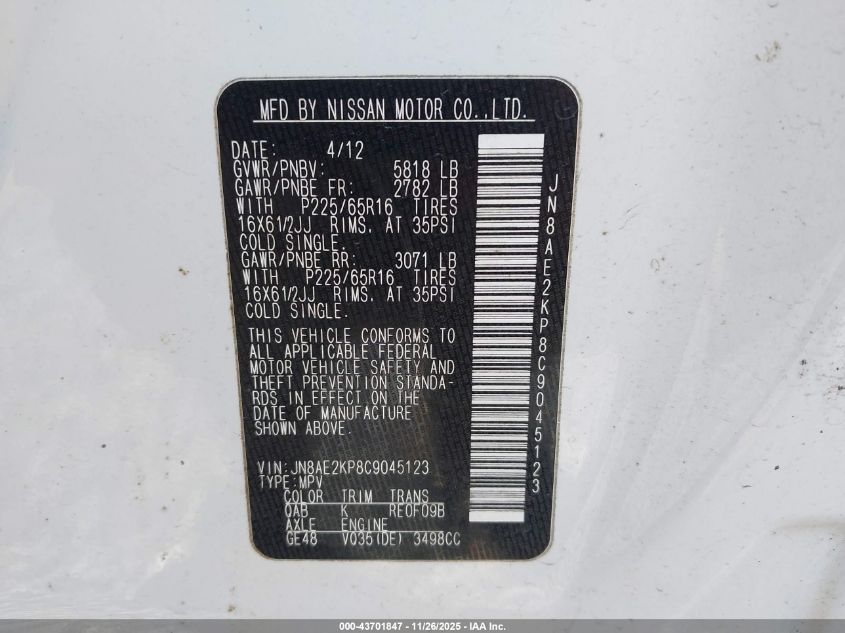 MFD BY NISSAN MOTOR CO.,LTD.
DATE: 4/12
GVWR/PNBV: 5818 LB
GAWR/PNBE FR: 2782 LB
WITH P225/65R16 TIRES
16X61/2JJ RIMS. AT 35PSI
COLD SINGLE.
GAWR/PNBE RR: 3071 LB
WITH P225/65R16 TIRES
16X61/2JJ RIMS. AT 35PSI
COLD SINGLE.
THIS VEHICLE CONFORMS TO
ALL APPLICABLE FEDERAL
MOTOR VEHICLE SAFETY AND
THEFT PREVENTION STANDA-
RDS IN EFFECT ON THE
DATE OF MANUFACTURE
SHOWN ABOVE.
VIN:JN8AE2KP8C9045123
TYPE:MPV
COLOR TRIM TRANS
QAB K RE0F09B
AXLE ENGINE
GE48 VQ35(DE) 3498CC
JN8AE2KP8C9045123
000-43701847 - 11/26/2025 - IAA Inc.